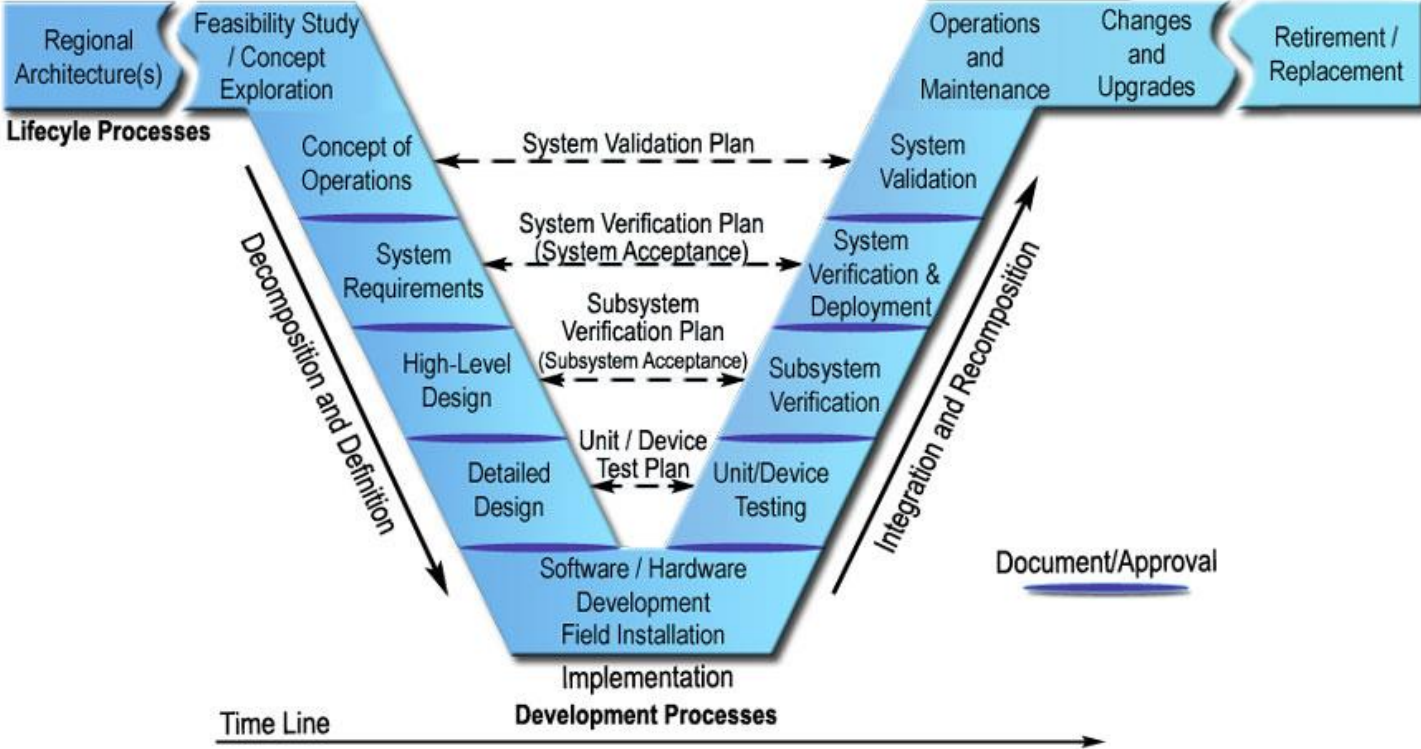 Regional
Architecture(s)
Feasibility Study
/ Concept
Exploration
Operations
and
Maintenance
Changes
and
Upgrades
Retirement /
Replacement
Lifecyle Processes
Concept of
Operations
System Validation Plan
System
Validation
System Verification Plan
(System Acceptance)
System
Requirements
System
Verification &
Deployment
Subsystem
Verification Plan
(Subsystem Acceptance)
High-Level
Design
Subsystem
Verification
Unit / Device
Test Plan
Detailed
Design
Unit/Device
Testing
Decomposition and Definition
Integration and Recomposition
Software / Hardware
Development
Field Installation
Document/Approval
Implementation
Development Processes
Time Line